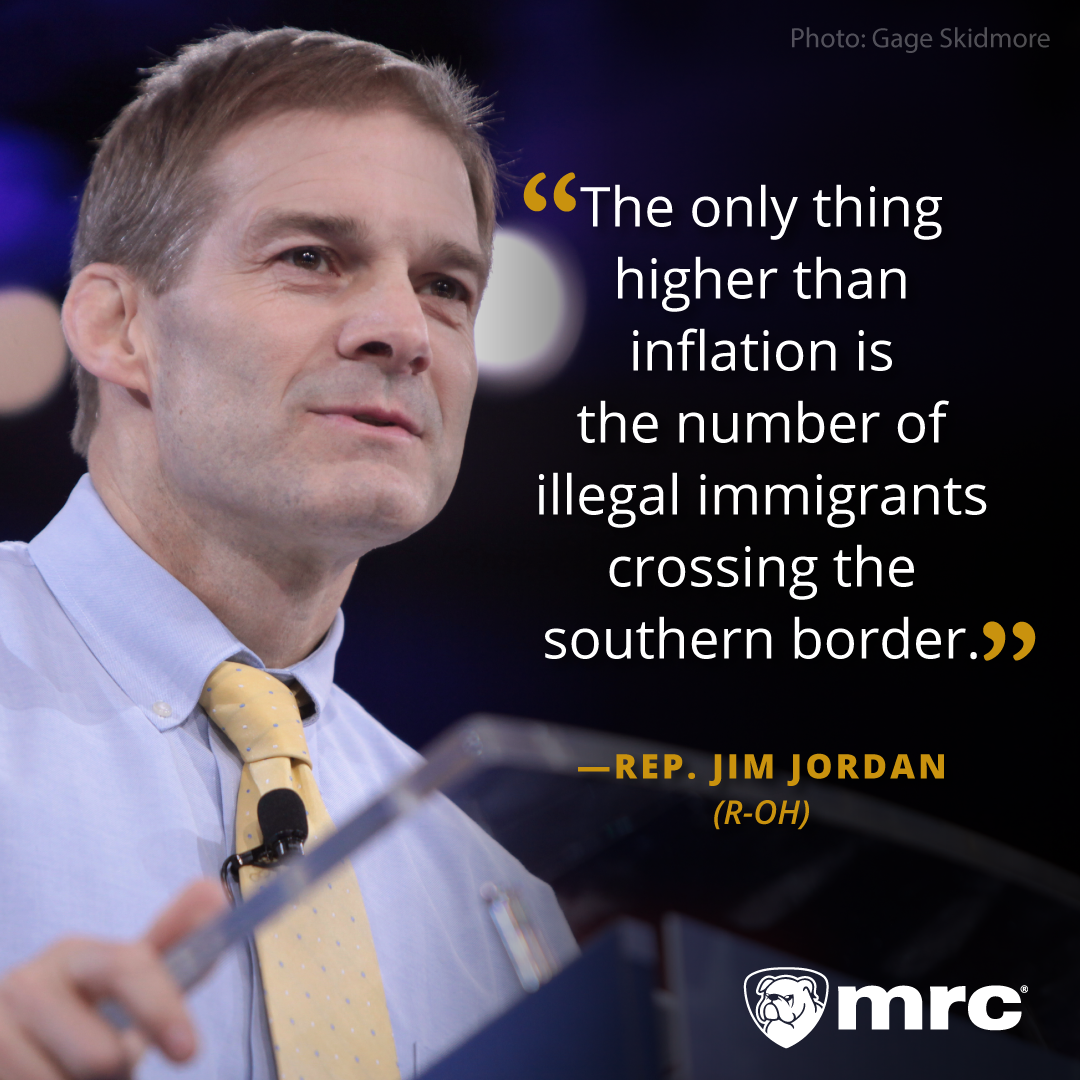 Photo: Gage Skidmore
“The only thing
higher than
inflation is
the number of
illegal immigrants
crossing the
southern border.”
—REP. JIM JORDAN
(R-OH)
mrc®